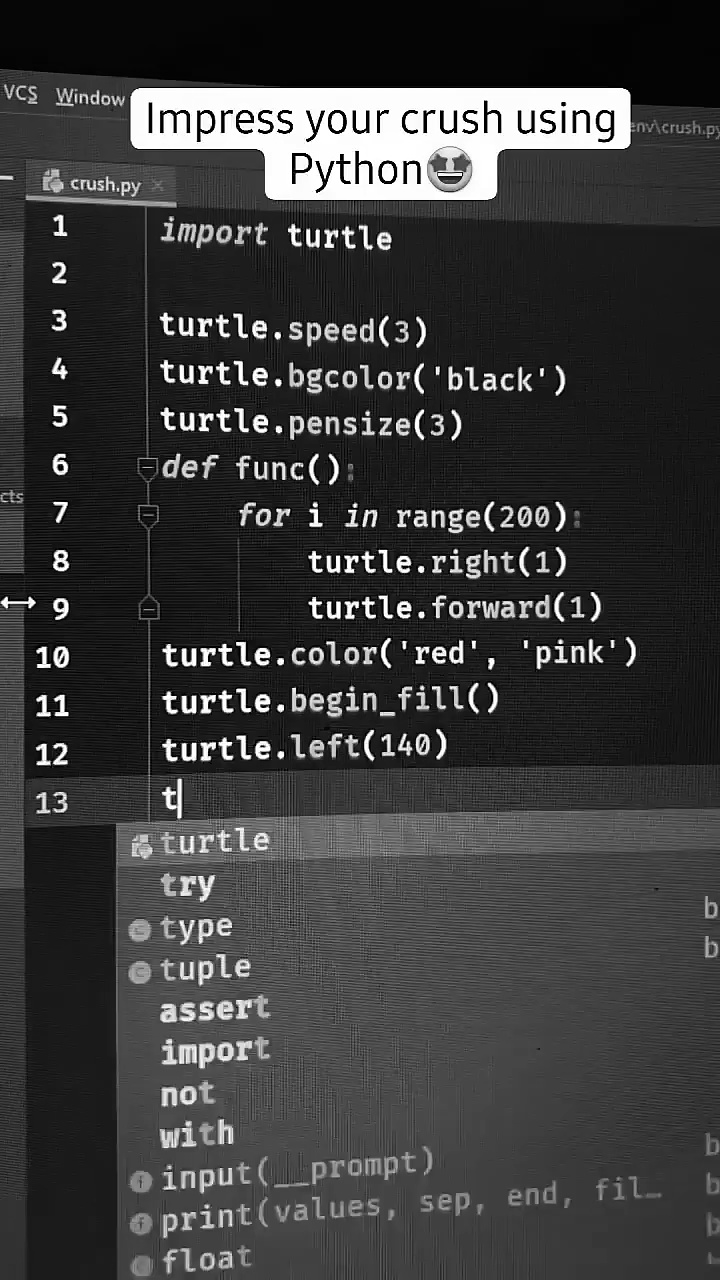 VCS Window
Impress your crush using
Python🤩
env\crush.py
crush.py
1 import turtle
2
3 turtle.speed(3)
4 turtle.bgcolor('black')
5 turtle.pensize(3)
6 def func():
7 for i in range(200):
8 turtle.right(1)
9 turtle.forward(1)
10 turtle.color('red', 'pink')
11 turtle.begin_fill()
12 turtle.left(140)
13 t
turtle
try
type
tuple
assert
import
not
with
input(__prompt)
print(values, sep, end, fil…
float
cts